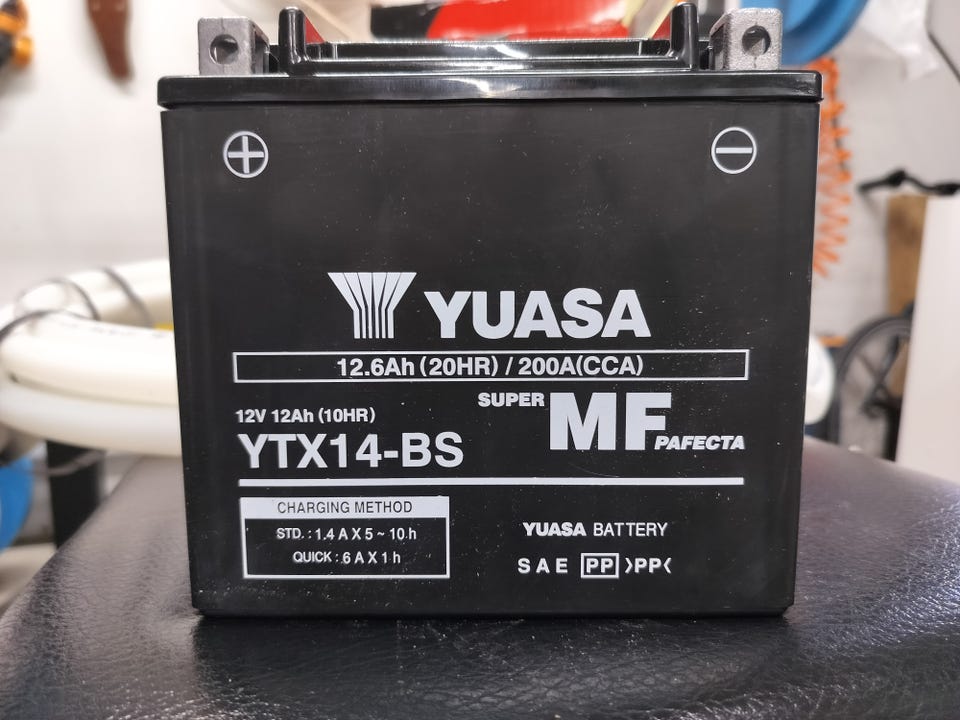 YUASA
12.6Ah (20HR) / 200A(CCA)
SUPER MF PAFECTA
12V 12Ah (10HR)
YTX14-BS
CHARGING METHOD
STD. : 1.4 A X 5 ~ 10 h
QUICK : 6 A X 1 h
YUASA BATTERY
SAE PP >PP<